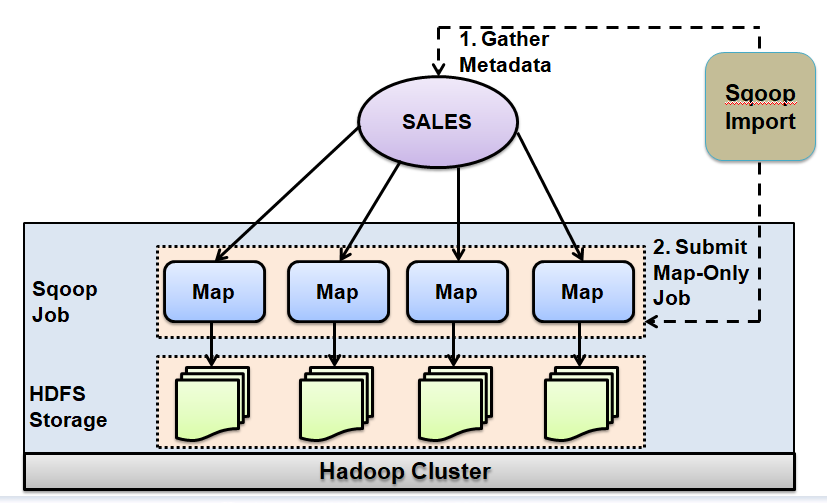 1. Gather
Metadata
Sqoop
Import
SALES
2. Submit
Map-Only
Job
Sqoop
Job
Map
Map
Map
Map
HDFS
Storage
Hadoop Cluster